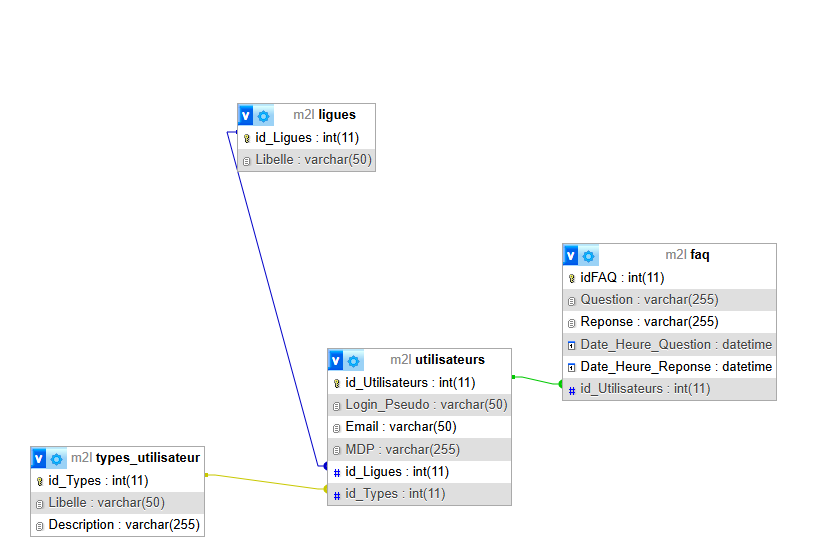 v m2l ligues
id_Ligues : int(11)
Libelle : varchar(50)
v m2l faq
idFAQ : int(11)
Question : varchar(255)
Reponse : varchar(255)
Date_Heure_Question : datetime
Date_Heure_Reponse : datetime
# id_Utilisateurs : int(11)
v m2l utilisateurs
id_Utilisateurs : int(11)
Login_Pseudo : varchar(50)
Email : varchar(50)
MDP : varchar(255)
# id_Ligues : int(11)
# id_Types : int(11)
v m2l types_utilisateur
id_Types : int(11)
Libelle : varchar(50)
Description : varchar(255)